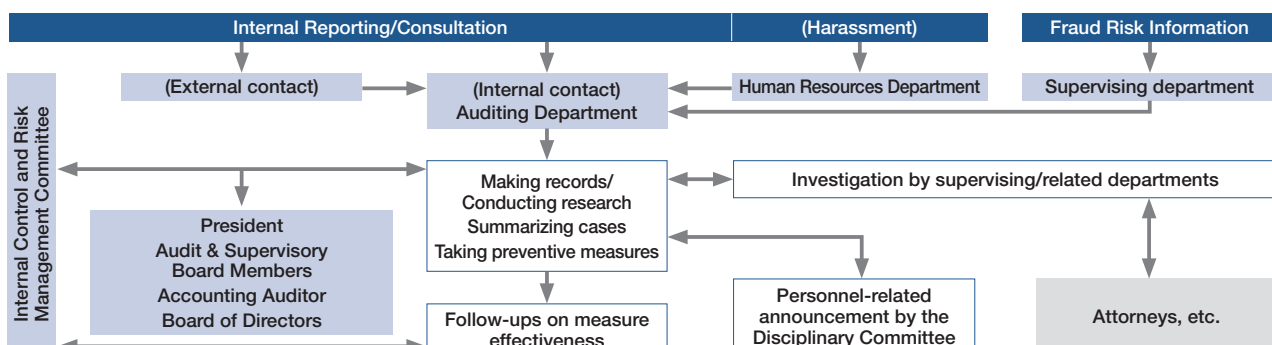 Internal Reporting/Consultation
(Harassment)
Fraud Risk Information
Internal Control and Risk
Management Committee
(External contact)
(Internal contact)
Auditing Department
Human Resources Department
Supervising department
Making records/
Conducting research
Summarizing cases
Taking preventive measures
Investigation by supervising/related departments
President
Audit & Supervisory
Board Members
Accounting Auditor
Board of Directors
Follow-ups on measure
effectiveness
Personnel-related
announcement by the
Disciplinary Committee
Attorneys, etc.